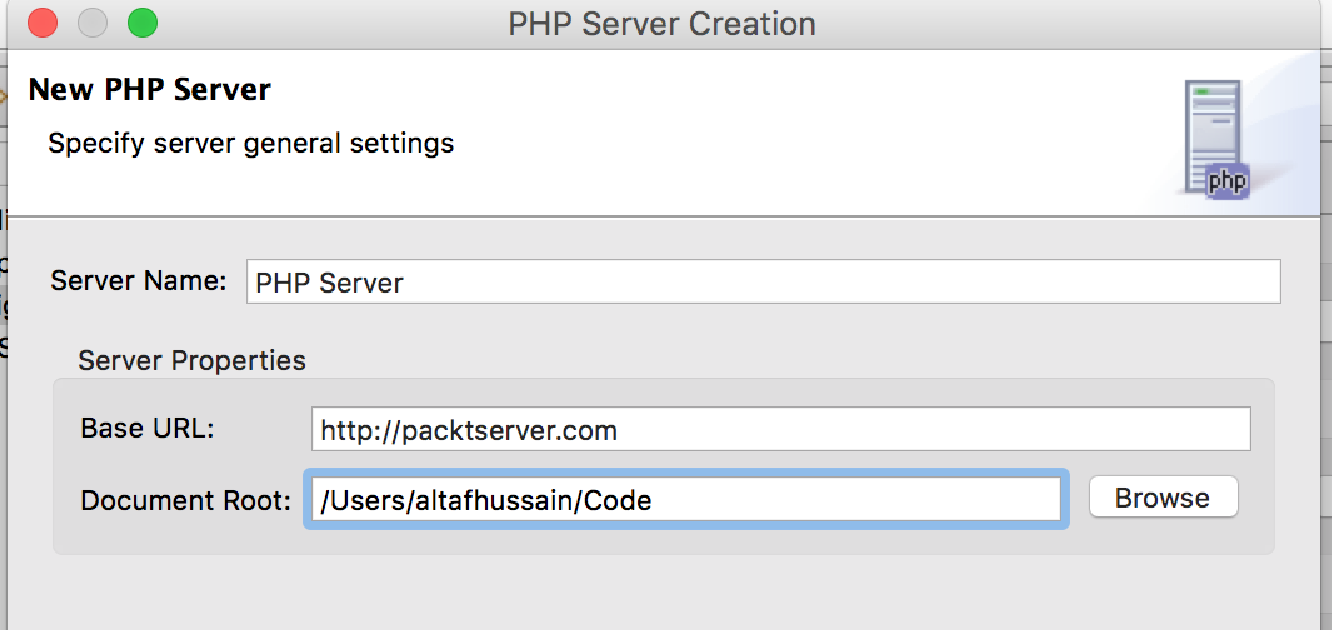 PHP Server Creation
New PHP Server
Specify server general settings
php
Server Name: PHP Server
Server Properties
Base URL: http://packtserver.com
Document Root: /Users/altafhussain/Code Browse